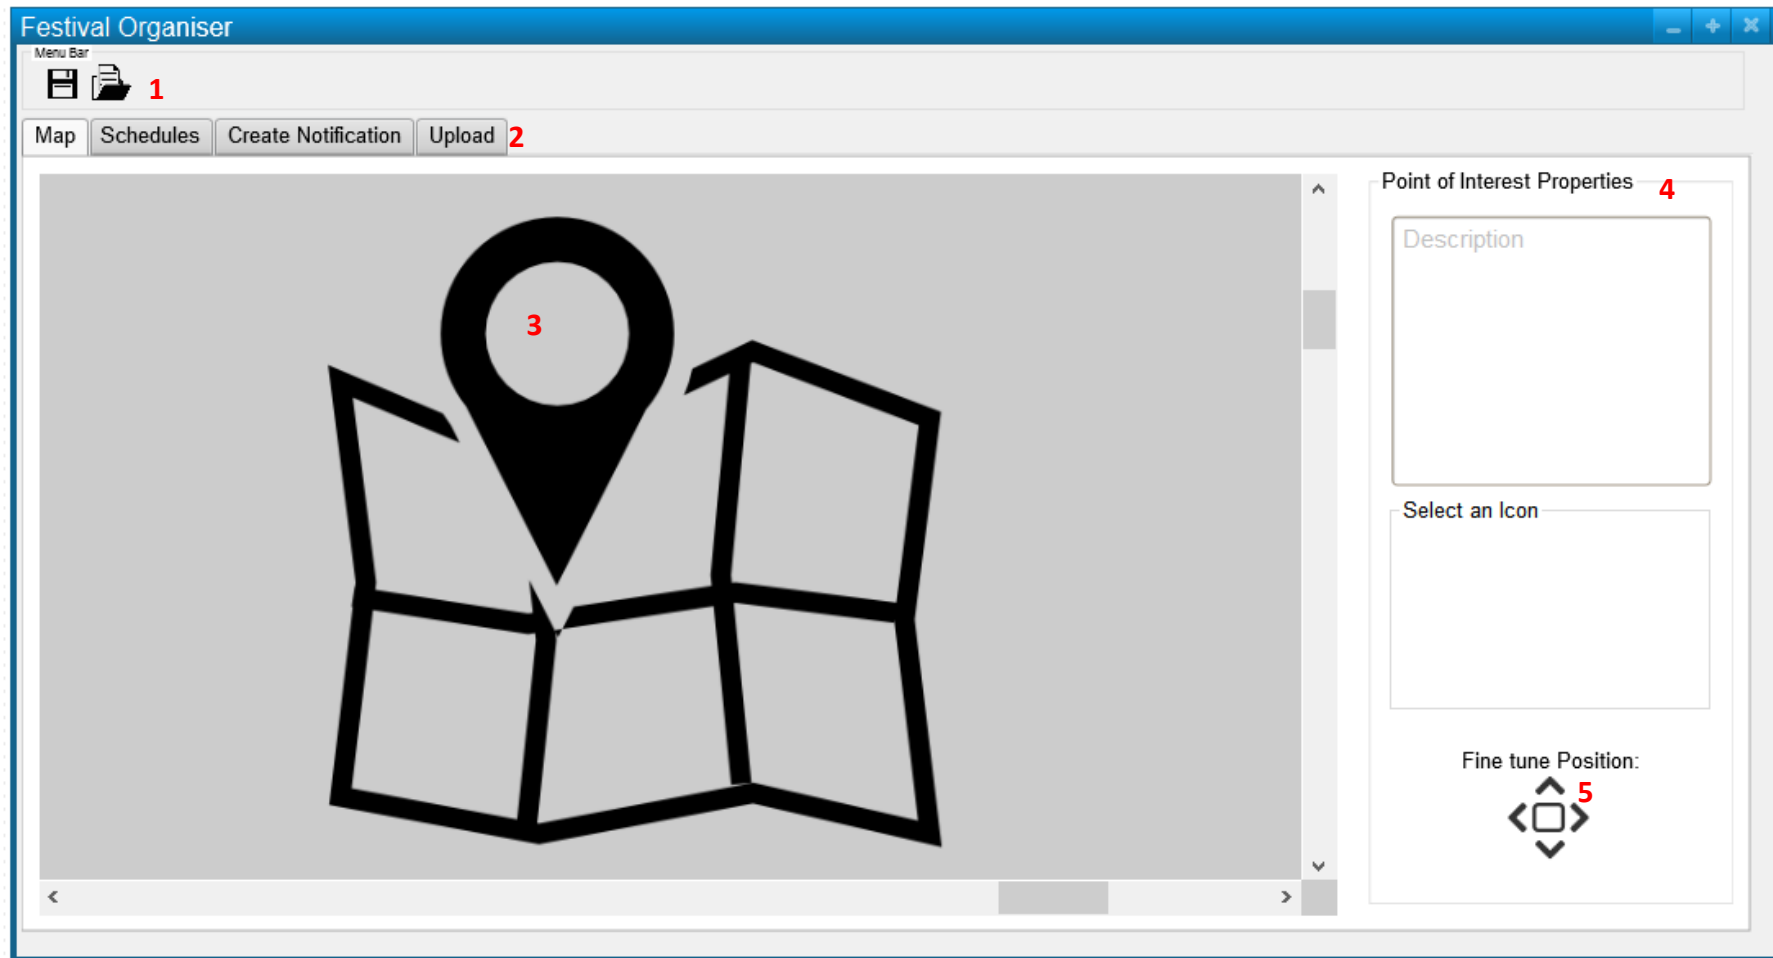 Festival Organiser
Menu Bar
1
Map Schedules Create Notification Upload 2
Point of Interest Properties 4
Description
3
Select an Icon
Fine tune Position:
5